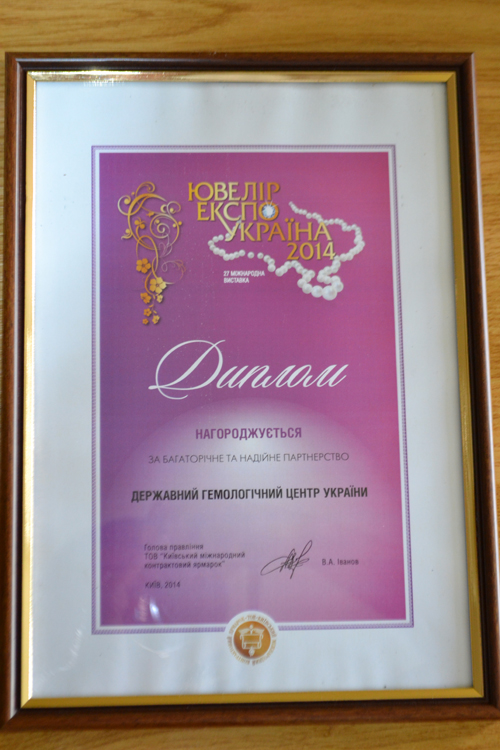 ЮВЕЛІР
ЕКСПО
УКРАЇНА
2014
27 МІЖНАРОДНА
ВИСТАВКА
Диплом
НАГОРОДЖУЄТЬСЯ
ЗА БАГАТОРІЧНЕ ТА НАДІЙНЕ ПАРТНЕРСТВО
ДЕРЖАВНИЙ ГЕМОЛОГІЧНИЙ ЦЕНТР УКРАЇНИ
Голова правління
ТОВ "Київський міжнародний
контрактовий ярмарок"
В.А. Іванов
КИЇВ, 2014